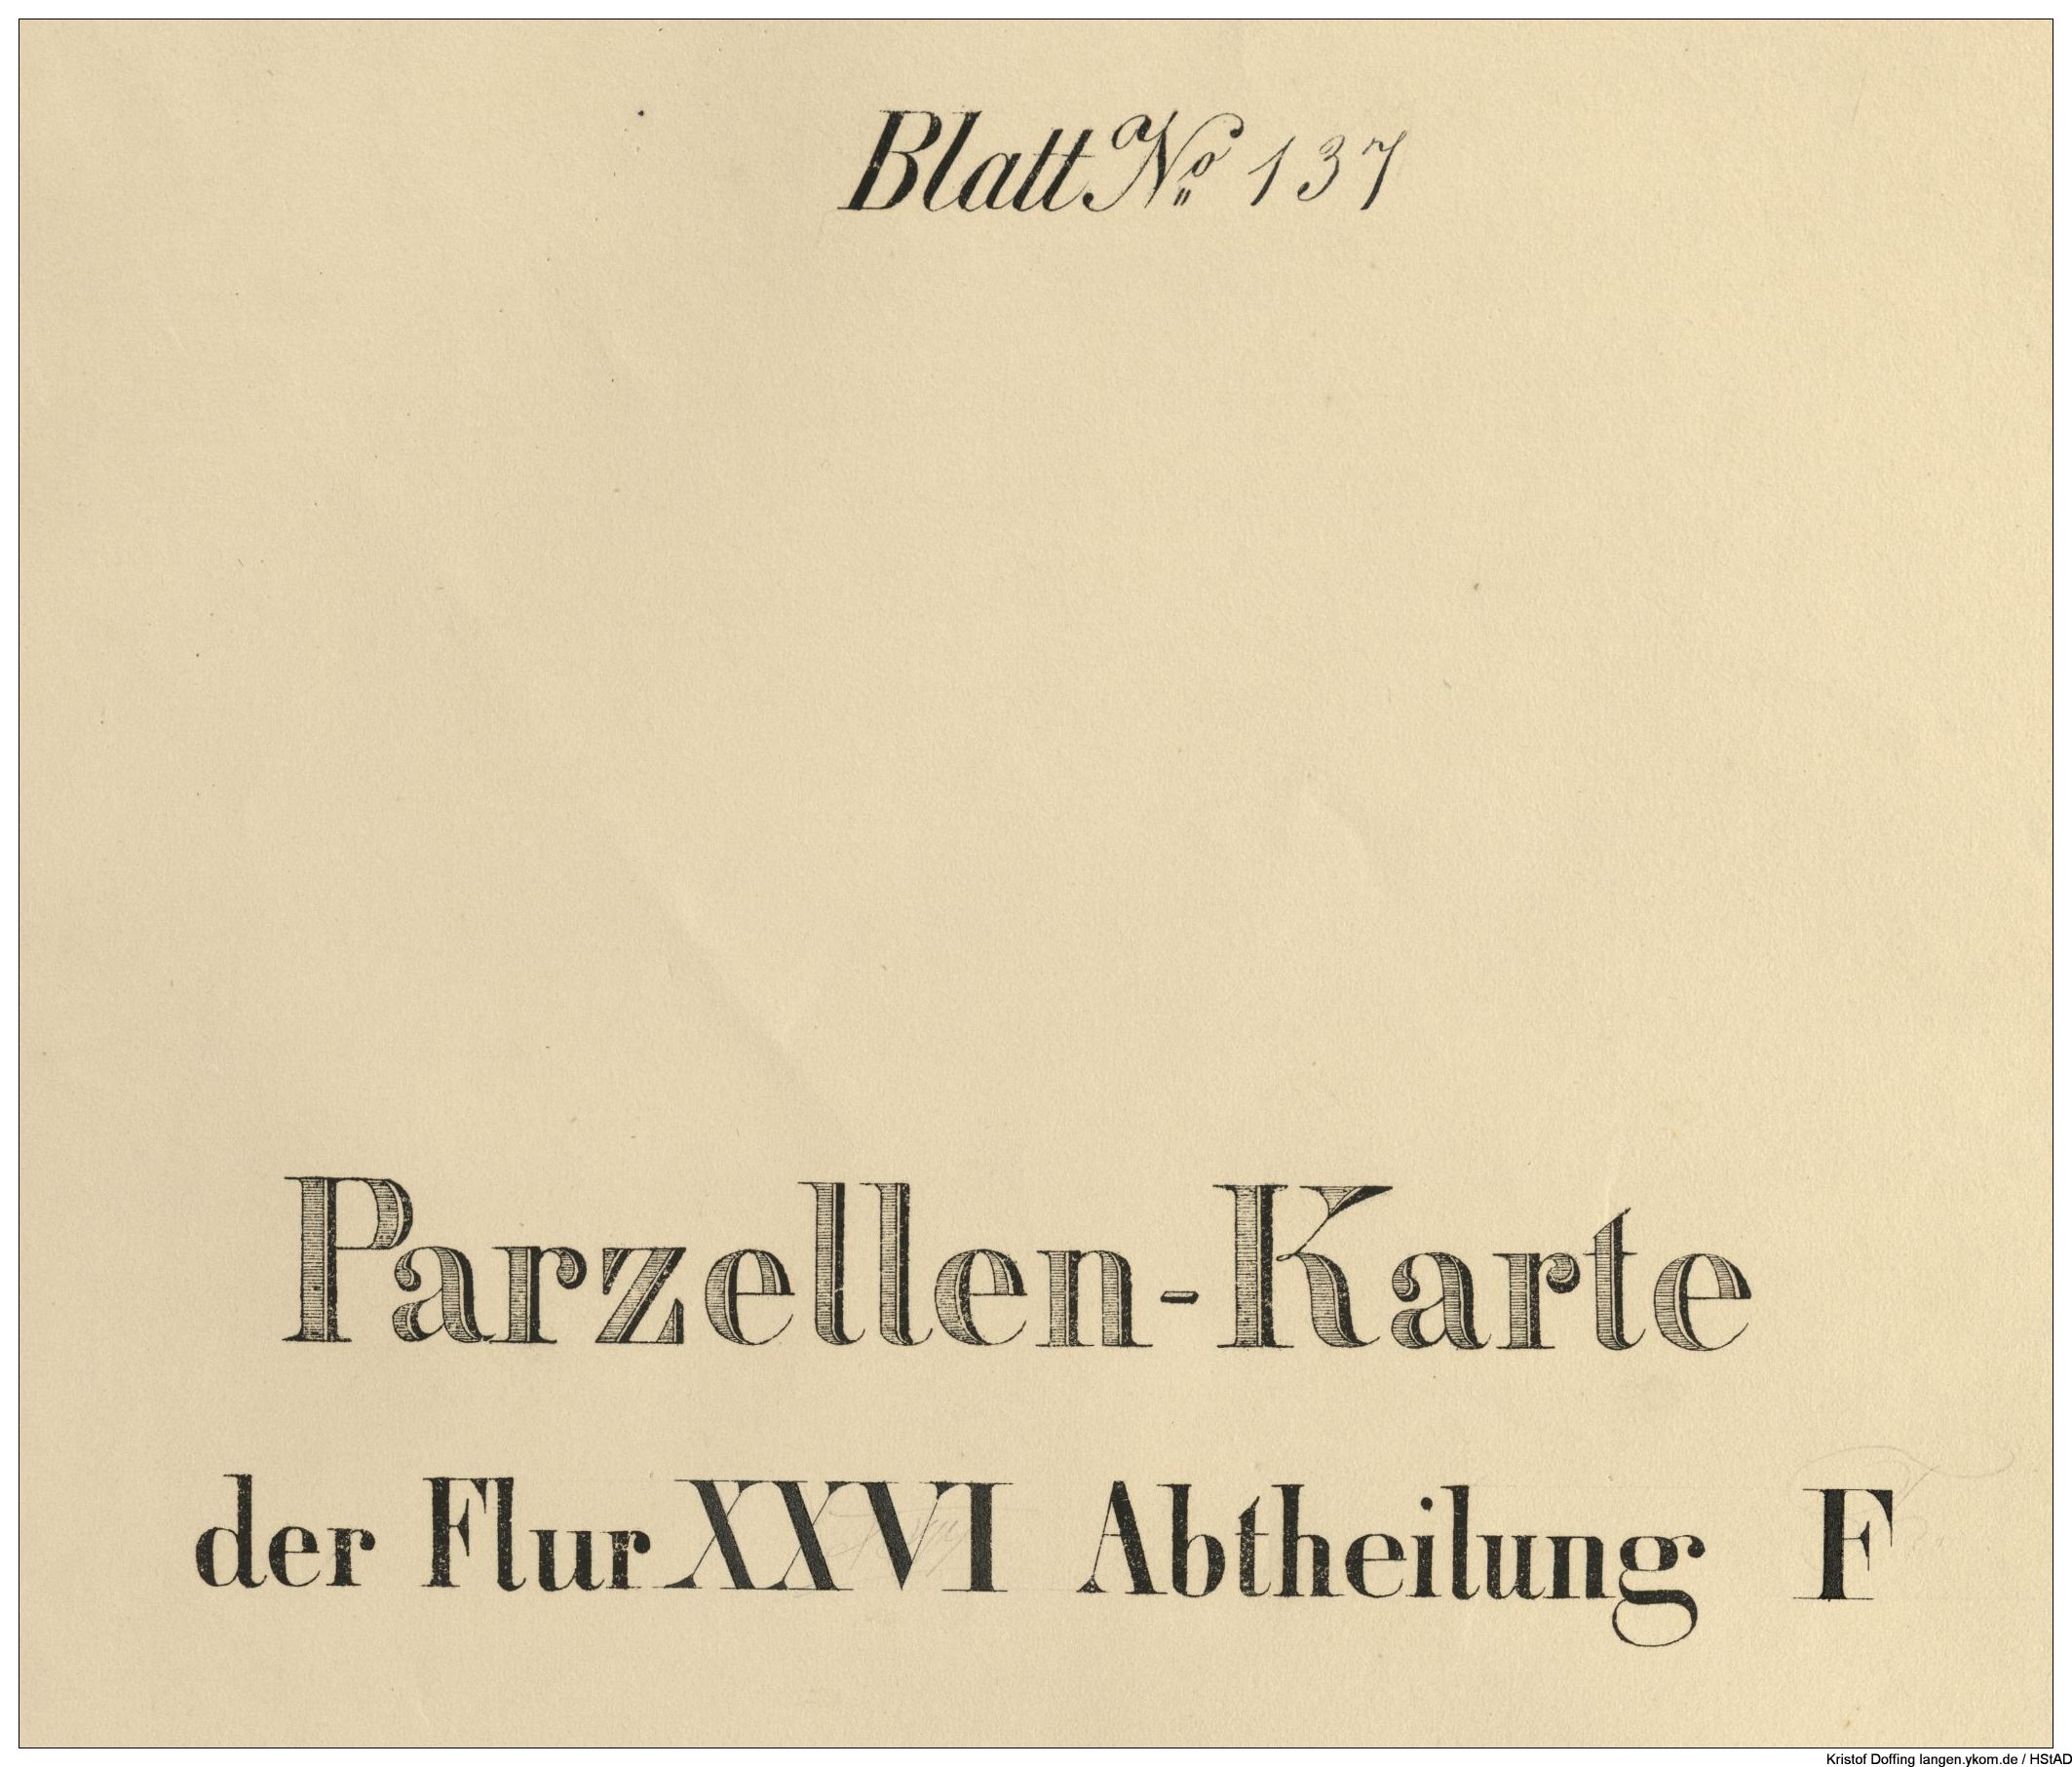 Blatt No 137
Parzellen-Karte
der Flur XXVI Abtheilung F
Kristof Doffing langen.ykom.de / HStAD